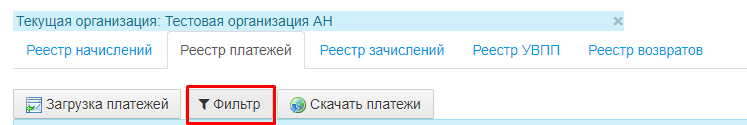 Текущая организация: Тестовая организация АН
Реестр начислений Реестр платежей Реестр зачислений Реестр УВПП Реестр возвратов
Загрузка платежей Фильтр Скачать платежи